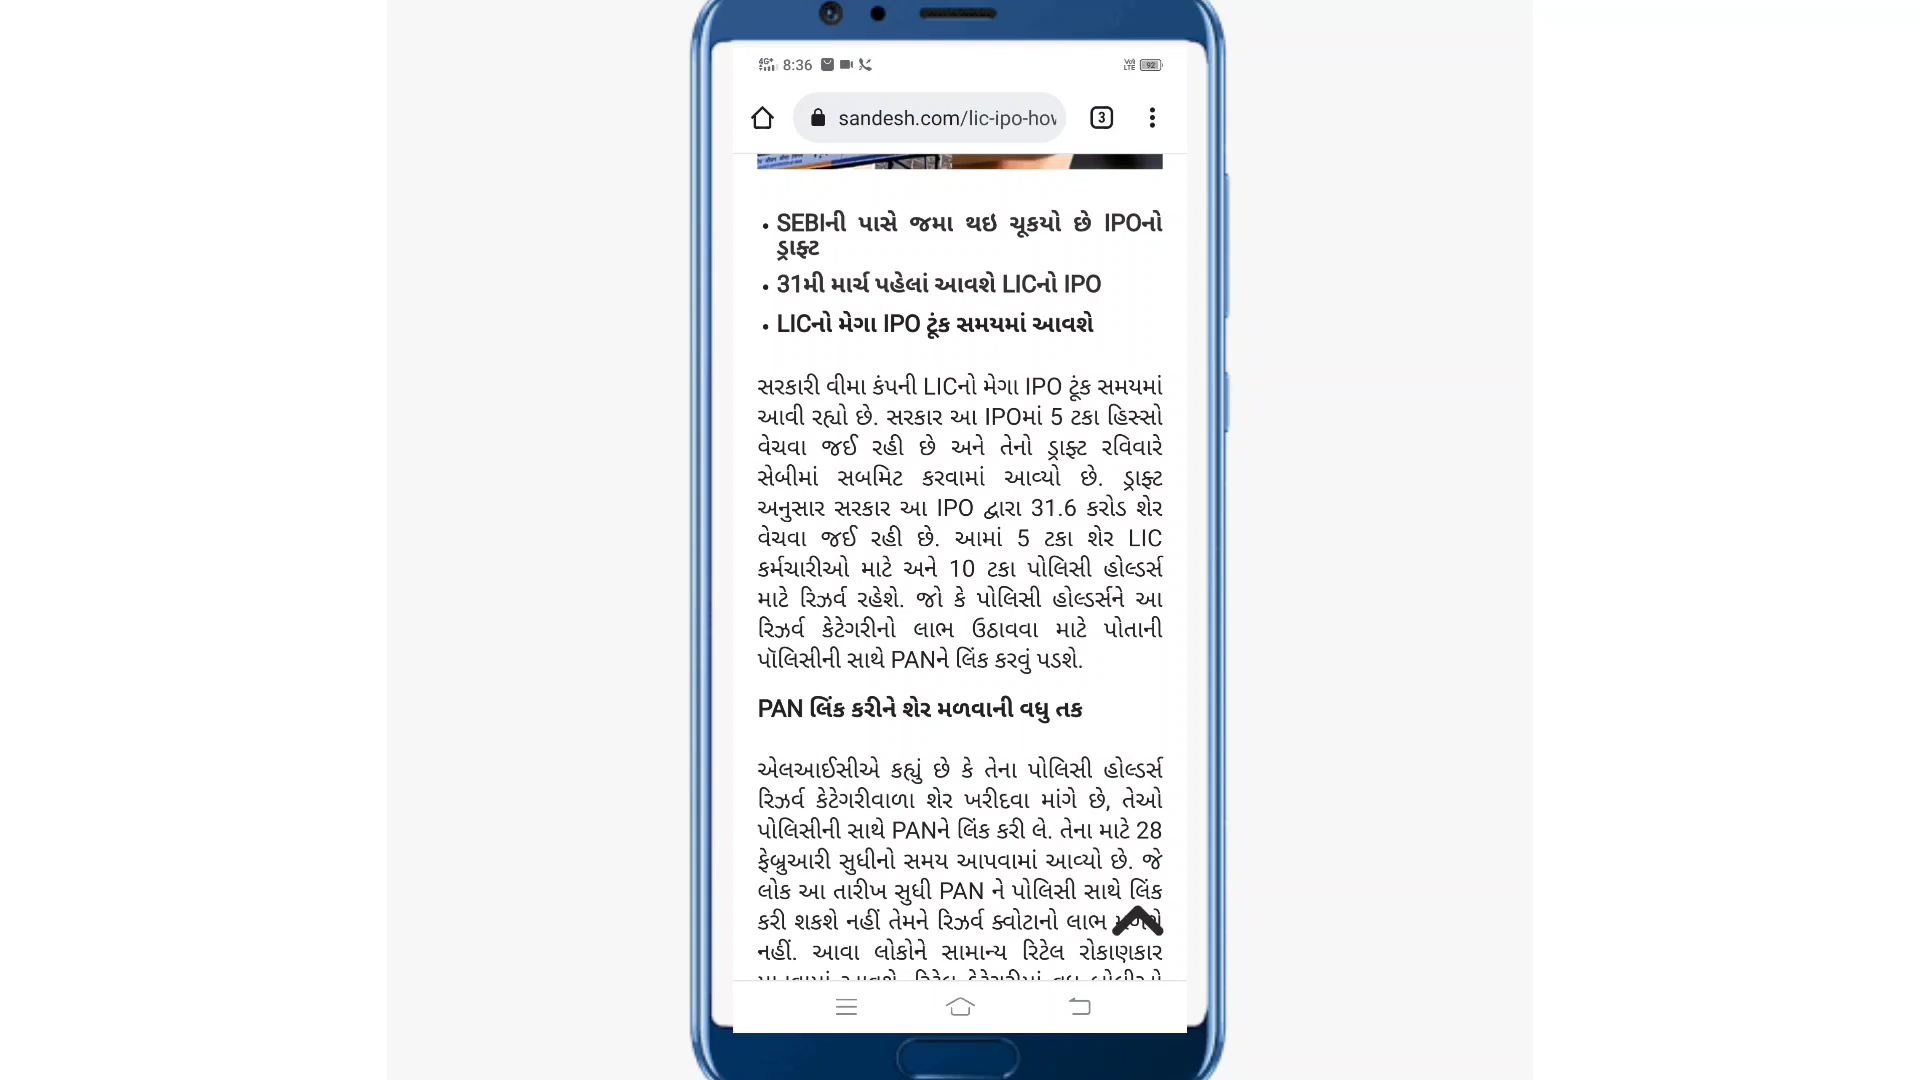 8:36
VoS
LTE
92
sandesh.com/lic-ipo-hov
3
• SEBIની પાસે જમા થઇ ચૂકયો છે IPOનો
ડ્રાફ્ટ
• 31મી માર્ચ પહેલાં આવશે LICનો IPO
• LICનો મેગા IPO ટૂંક સમયમાં આવશે
સરકારી વીમા કંપની LICનો મેગા IPO ટૂંક સમયમાં
આવી રહ્યો છે. સરકાર આ IPOમાં 5 ટકા હિસ્સો
વેચવા જઈ રહી છે અને તેનો ડ્રાફ્ટ રવિવારે
સેબીમાં સબમિટ કરવામાં આવ્યો છે. ડ્રાફ્ટ
અનુસાર સરકાર આ IPO દ્વારા 31.6 કરોડ શેર
વેચવા જઈ રહી છે. આમાં 5 ટકા શેર LIC
કર્મચારીઓ માટે અને 10 ટકા પોલિસી હોલ્ડર્સ
માટે રિઝર્વ રહેશે. જો કે પોલિસી હોલ્ડર્સને આ
રિઝર્વ કેટેગરીનો લાભ ઉઠાવવા માટે પોતાની
પૉલિસીની સાથે PANને લિંક કરવું પડશે.
PAN લિંક કરીને શેર મળવાની વધુ તક
એલઆઈસીએ કહ્યું છે કે તેના પોલિસી હોલ્ડર્સ
રિઝર્વ કેટેગરીવાળા શેર ખરીદવા માંગે છે, તેઓ
પોલિસીની સાથે PANને લિંક કરી લે. તેના માટે 28
ફેબ્રુઆરી સુધીનો સમય આપવામાં આવ્યો છે. જે
લોક આ તારીખ સુધી PAN ને પોલિસી સાથે લિંક
કરી શકશે નહીં તેમને રિઝર્વ ક્વોટાનો લાભ
નહીં. આવા લોકોને સામાન્ય રિટેલ રોકાણકાર